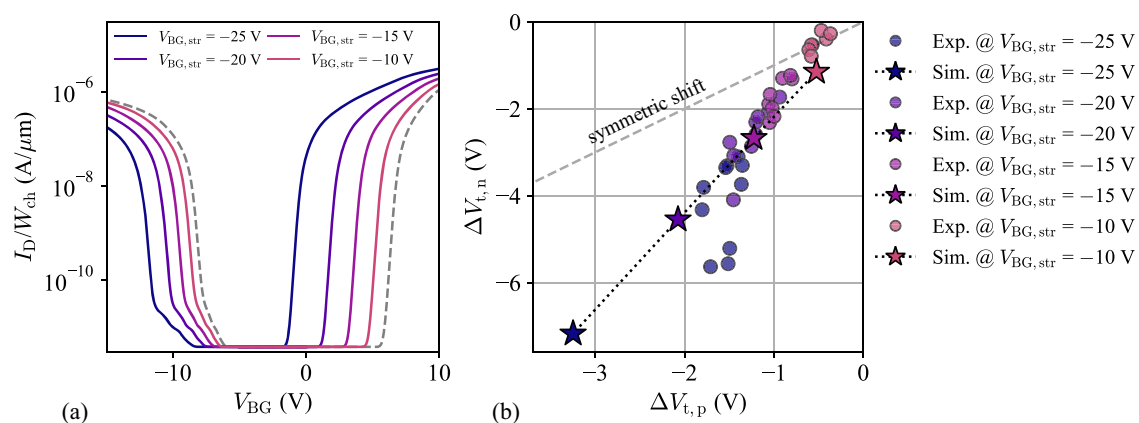 V_BG, str = −25 V
V_BG, str = −20 V
V_BG, str = −15 V
V_BG, str = −10 V
10⁻⁶
10⁻⁸
10⁻¹⁰
I_D/W_ch (A/μm)
−10
0
10
V_BG (V)
(a)
symmetric shift
0
−2
−4
−6
ΔV_t, n (V)
−3
−2
−1
0
ΔV_t, p (V)
(b)
Exp. @ V_BG, str = −25 V
Sim. @ V_BG, str = −25 V
Exp. @ V_BG, str = −20 V
Sim. @ V_BG, str = −20 V
Exp. @ V_BG, str = −15 V
Sim. @ V_BG, str = −15 V
Exp. @ V_BG, str = −10 V
Sim. @ V_BG, str = −10 V